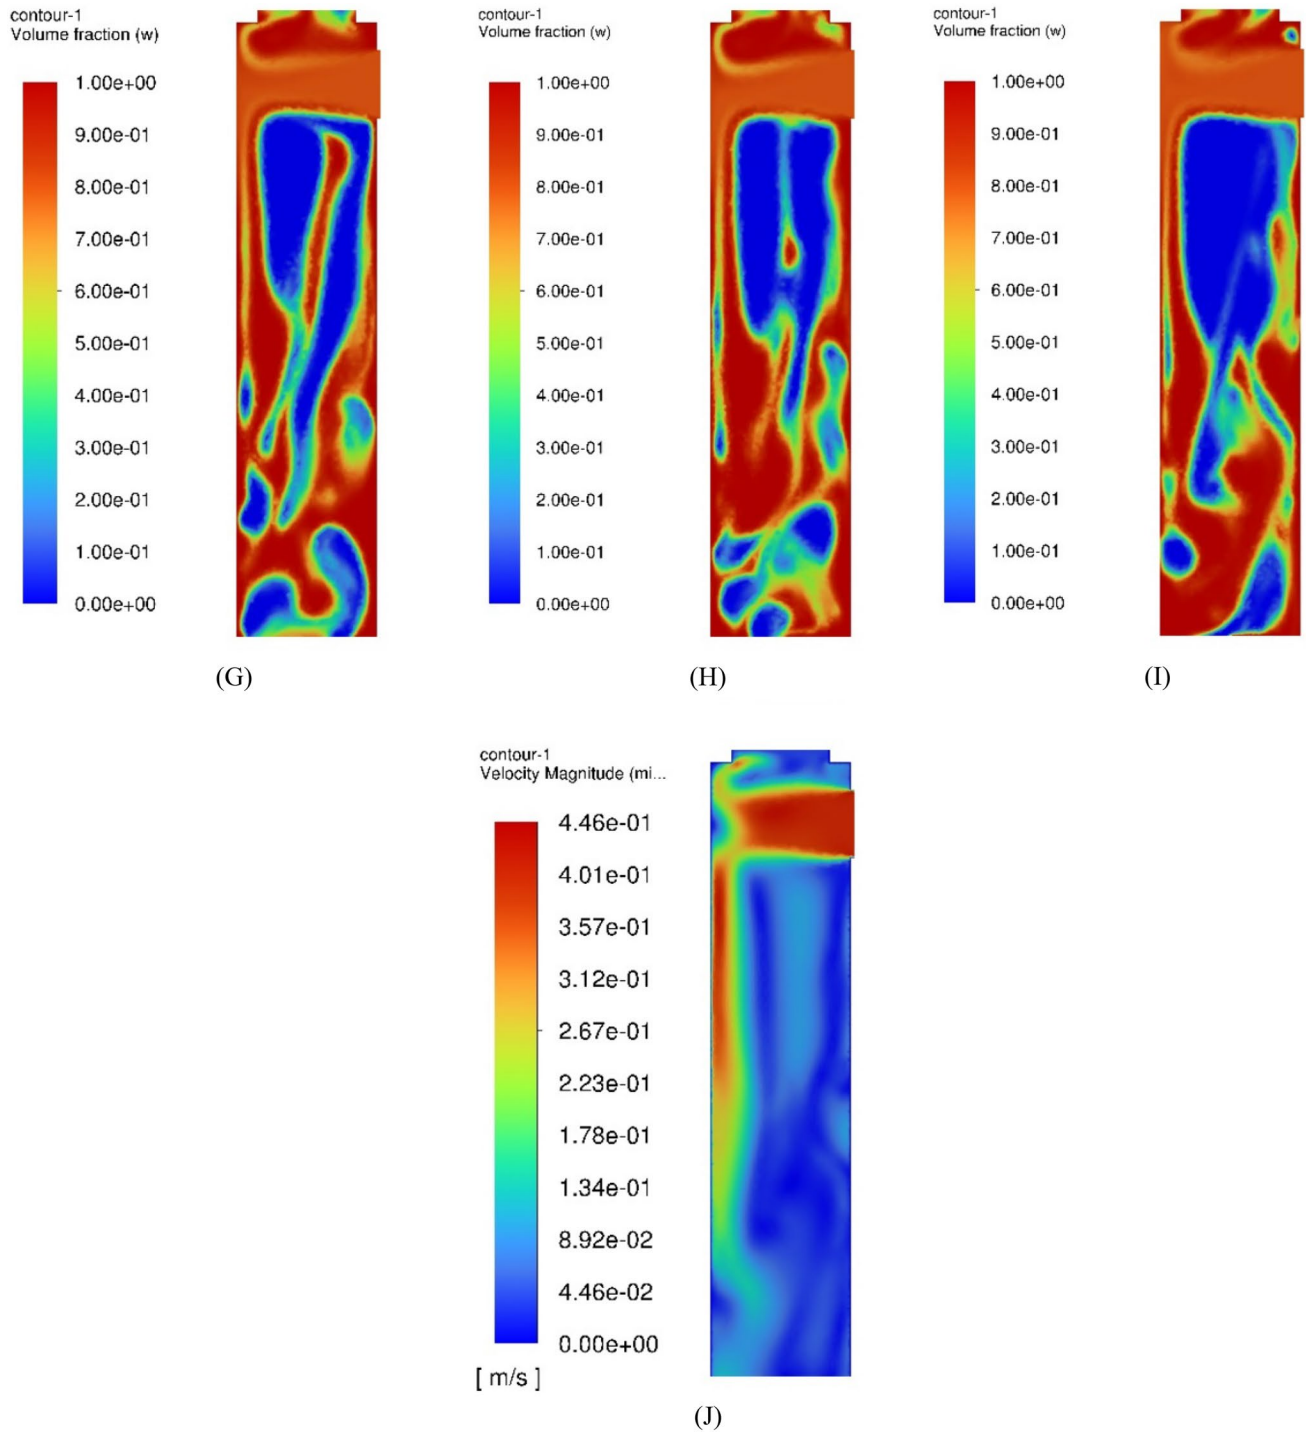 contour-1
Volume fraction (w)
1.00e+00
9.00e-01
8.00e-01
7.00e-01
6.00e-01
5.00e-01
4.00e-01
3.00e-01
2.00e-01
1.00e-01
0.00e+00
(G)
contour-1
Volume fraction (w)
1.00e+00
9.00e-01
8.00e-01
7.00e-01
6.00e-01
5.00e-01
4.00e-01
3.00e-01
2.00e-01
1.00e-01
0.00e+00
(H)
contour-1
Volume fraction (w)
1.00e+00
9.00e-01
8.00e-01
7.00e-01
6.00e-01
5.00e-01
4.00e-01
3.00e-01
2.00e-01
1.00e-01
0.00e+00
(I)
contour-1
Velocity Magnitude (mi...
4.46e-01
4.01e-01
3.57e-01
3.12e-01
2.67e-01
2.23e-01
1.78e-01
1.34e-01
8.92e-02
4.46e-02
0.00e+00
[ m/s ]
(J)